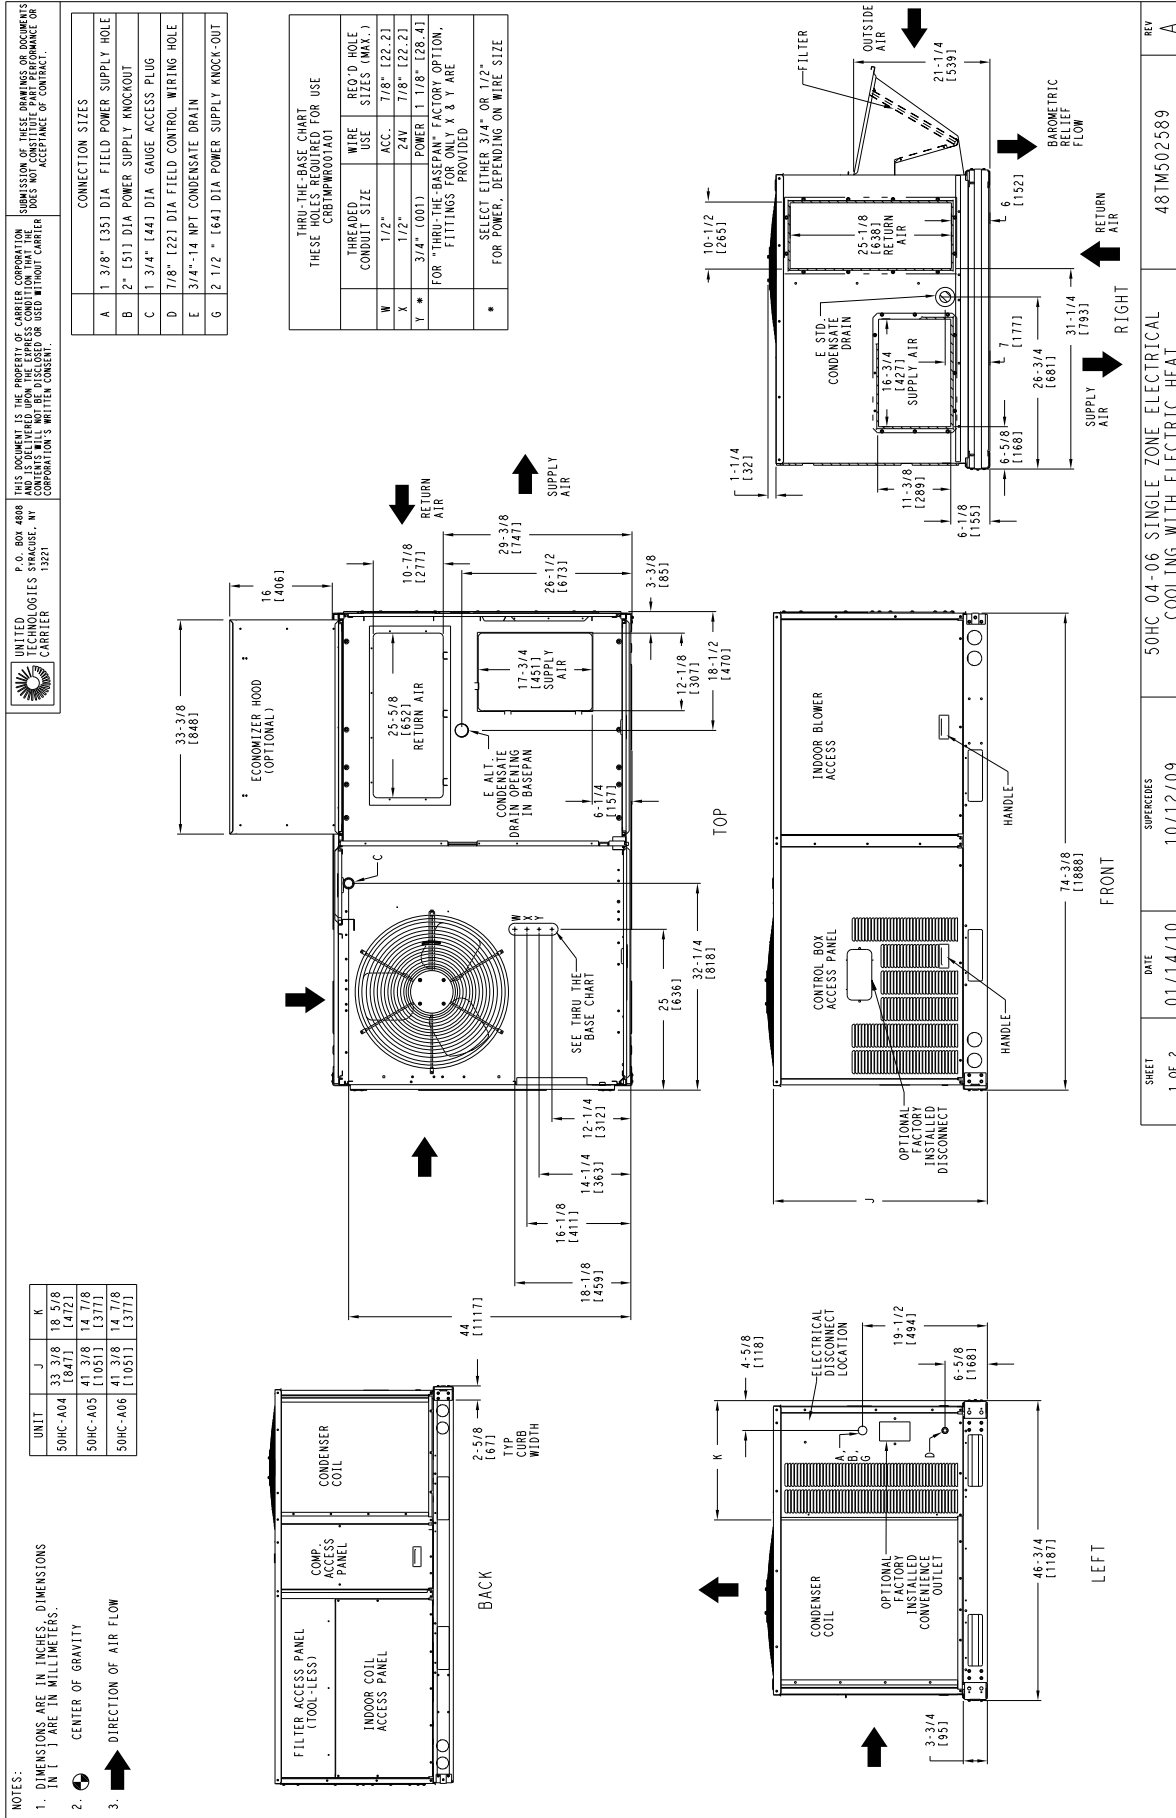 NOTES:
1. DIMENSIONS ARE IN INCHES, DIMENSIONS
IN [ ] ARE IN MILLIMETERS.
2. CENTER OF GRAVITY
3. DIRECTION OF AIR FLOW
UNIT J K
50HC-A04 33 3/8 [847] 18 5/8 [472]
50HC-A05 41 3/8 [1051] 14 7/8 [377]
50HC-A06 41 3/8 [1051] 14 7/8 [377]
UNITED
TECHNOLOGIES
CARRIER
P.O. BOX 4808
SYRACUSE, NY
13221
THIS DOCUMENT IS THE PROPERTY OF CARRIER CORPORATION
AND IS DELIVERED UPON THE EXPRESS CONDITION THAT THE
CONTENTS WILL NOT BE DISCLOSED OR USED WITHOUT CARRIER
CORPORATION'S WRITTEN CONSENT.
SUBMISSION OF THESE DRAWINGS OR DOCUMENTS
DOES NOT CONSTITUTE PART PERFORMANCE OR
ACCEPTANCE OF CONTRACT.
CONNECTION SIZES
A 1 3/8" [35] DIA FIELD POWER SUPPLY HOLE
B 2" [51] DIA POWER SUPPLY KNOCKOUT
C 1 3/4" [44] DIA GAUGE ACCESS PLUG
D 7/8" [22] DIA FIELD CONTROL WIRING HOLE
E 3/4"-14 NPT CONDENSATE DRAIN
G 2 1/2 " [64] DIA POWER SUPPLY KNOCK-OUT
THRU-THE-BASE CHART
THESE HOLES REQUIRED FOR USE
CRBTMPWR001A01
THREADED CONDUIT SIZE WIRE USE REQ'D HOLE SIZES (MAX.)
W 1/2" ACC. 7/8" [22.2]
X 1/2" 24V 7/8" [22.2]
Y * 3/4" (001) POWER 1 1/8" [28.4]
FOR "THRU-THE-BASEPAN" FACTORY OPTION,
FITTINGS FOR ONLY X & Y ARE
PROVIDED
* SELECT EITHER 3/4" OR 1/2"
FOR POWER, DEPENDING ON WIRE SIZE
FILTER ACCESS PANEL
(TOOL-LESS)
INDOOR COIL
ACCESS PANEL
COMP.
ACCESS
PANEL
CONDENSER
COIL
2-5/8
[67]
TYP
CURB
WIDTH
BACK
33-3/8
[848]
16
[406]
ECONOMIZER HOOD
(OPTIONAL)
RETURN
AIR
SUPPLY
AIR
10-7/8
[277]
29-3/8
[747]
26-1/2
[673]
3-3/8
[85]
25-5/8
[652]
RETURN AIR
17-3/4
[451]
SUPPLY
AIR
12-1/8
[307]
18-1/2
[470]
E ALT.
CONDENSATE
DRAIN OPENING
IN BASEPAN
6-1/4
[157]
C
W
X
Y
SEE THRU THE
BASE CHART
25
[636]
32-1/4
[818]
12-1/4
[312]
14-1/4
[363]
16-1/8
[411]
18-1/8
[459]
44
[1117]
TOP
FILTER
OUTSIDE
AIR
21-1/4
[539]
BAROMETRIC
RELIEF
FLOW
10-1/2
[265]
25-1/8
[638]
RETURN
AIR
6
[152]
E STD.
CONDENSATE
DRAIN
16-3/4
[427]
SUPPLY AIR
1-1/4
[32]
11-3/8
[289]
6-1/8
[155]
6-5/8
[168]
7
[177]
26-3/4
[681]
31-1/4
[793]
SUPPLY
AIR
RETURN
AIR
RIGHT
CONDENSER
COIL
OPTIONAL
FACTORY
INSTALLED
CONVENIENCE
OUTLET
ELECTRICAL
DISCONNECT
LOCATION
A,
B,
G
D
K
4-5/8
[118]
19-1/2
[494]
6-5/8
[168]
46-3/4
[1187]
3-3/4
[95]
LEFT
J
OPTIONAL
FACTORY
INSTALLED
DISCONNECT
CONTROL BOX
ACCESS PANEL
INDOOR BLOWER
ACCESS
HANDLE
HANDLE
74-3/8
[1888]
FRONT
SHEET
1 OF 2
DATE
01/14/10
SUPERCEDES
10/12/09
50HC 04-06 SINGLE ZONE ELECTRICAL
COOLING WITH ELECTRIC HEAT
48TM502589
REV
A